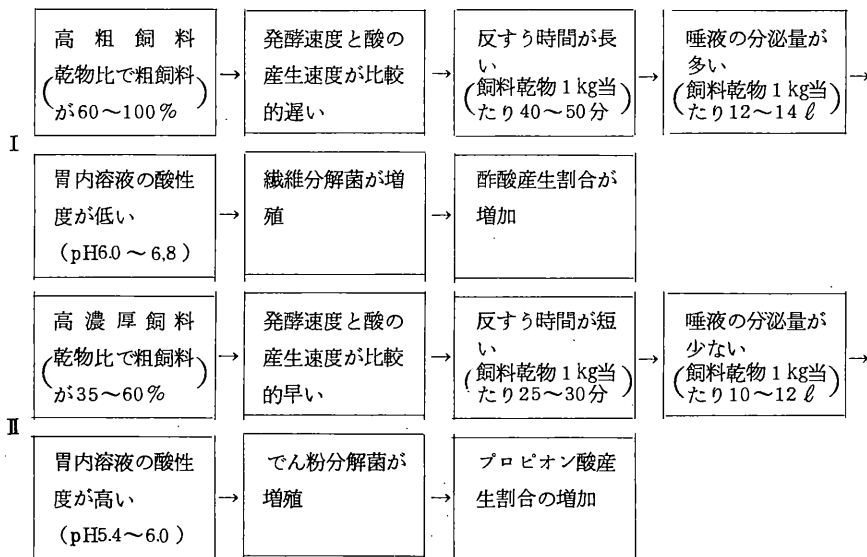 I
高粗飼料
(乾物比で粗飼料
が60～100%)
→
発酵速度と酸の
産生速度が比較
的遅い
→
反すう時間が長
い
(飼料乾物1kg当
たり40～50分)
→
唾液の分泌量が
多い
(飼料乾物1kg当
たり12～14ℓ)
→
胃内溶液の酸性
度が低い
(pH6.0～6.8)
→
繊維分解菌が増
殖
→
酢酸産生割合が
増加
II
高濃厚飼料
(乾物比で粗飼料
が35～60%)
→
発酵速度と酸の
産生速度が比較
的早い
→
反すう時間が短
い
(飼料乾物1kg当
たり25～30分)
→
唾液の分泌量が
少ない
(飼料乾物1kg当
たり10～12ℓ)
→
胃内溶液の酸性
度が高い
(pH5.4～6.0)
→
でん粉分解菌が
増殖
→
プロピオン酸産
生割合の増加